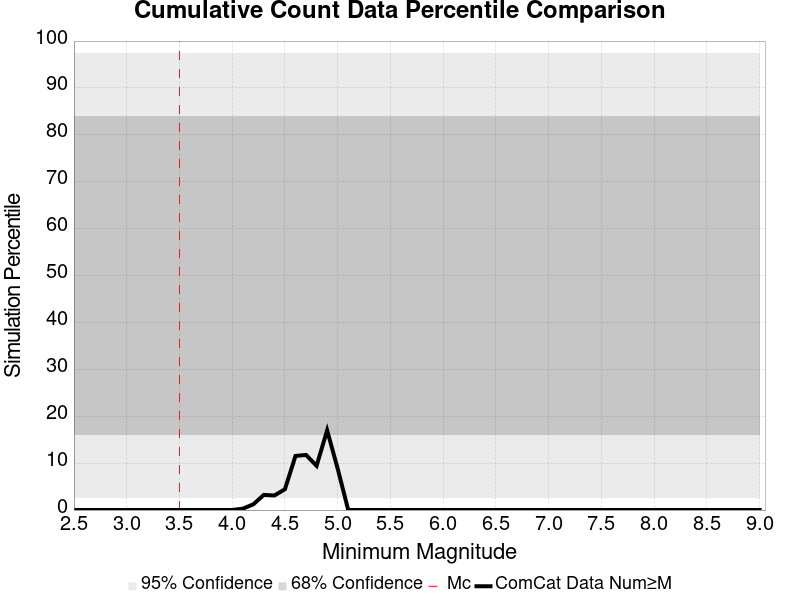 Cumulative Count Data Percentile Comparison
100
90
80
70
60
50
40
30
20
10
0
Simulation Percentile
2.5 3.0 3.5 4.0 4.5 5.0 5.5 6.0 6.5 7.0 7.5 8.0 8.5 9.0
Minimum Magnitude
95% Confidence 68% Confidence Mc ComCat Data Num≥M